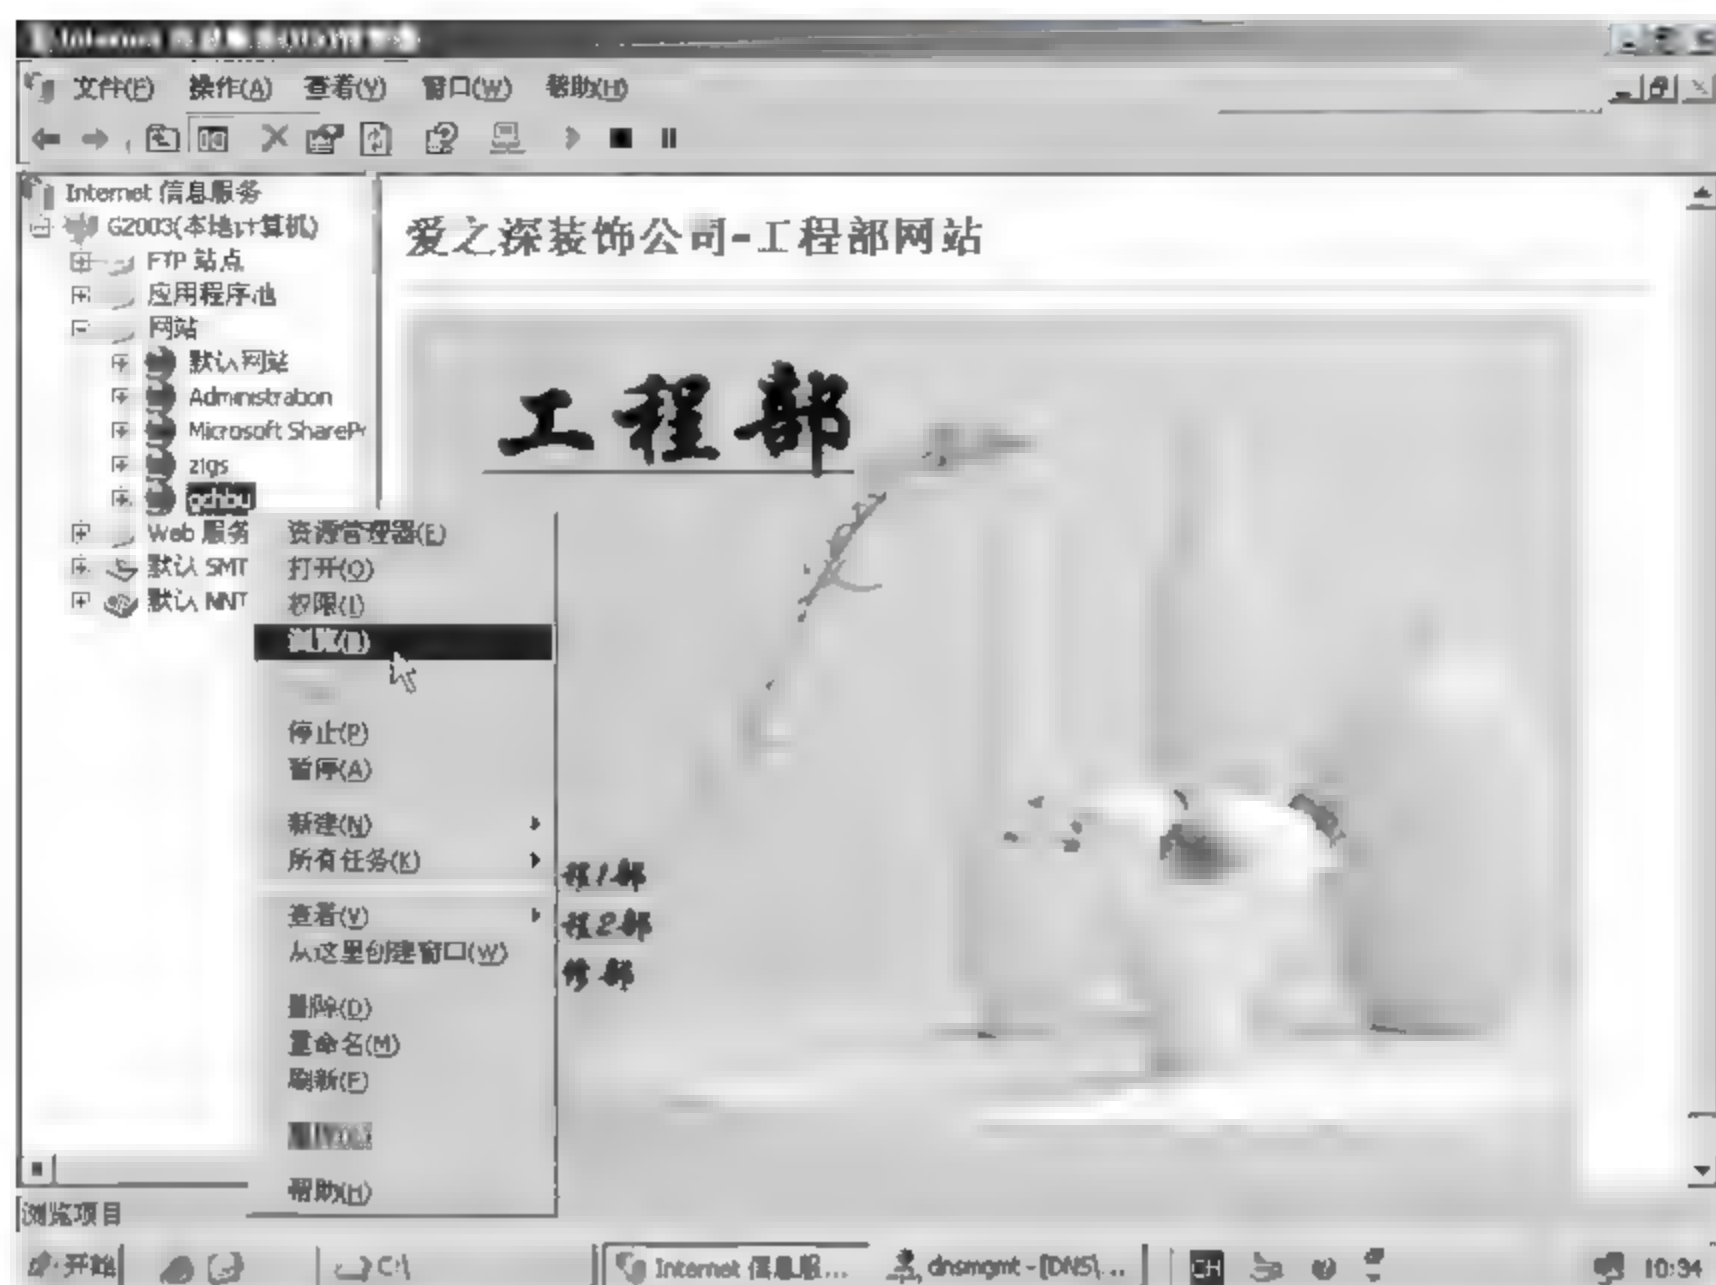 文件(F) 操作(A) 查看(V) 窗口(W) 帮助(H)
Internet 信息服务
G2003(本地计算机)
FTP 站点
应用程序池
网站
默认网站
Administration
Microsoft SharePo
gchbu
Web 服务
默认 SMT
默认 NNT
爱之深装饰公司-工程部网站
工程部
资源管理器(E)
打开(O)
权限(I)
浏览(B)
停止(P)
暂停(A)
新建(N)
所有任务(K)
查看(V)
从这里创建窗口(W)
删除(D)
重命名(M)
刷新(F)
帮助(H)
程1部
程2部
修部
浏览项目
开始 C:\ Internet 信息服... dnsmgmt - [DNS\... CH 10:34